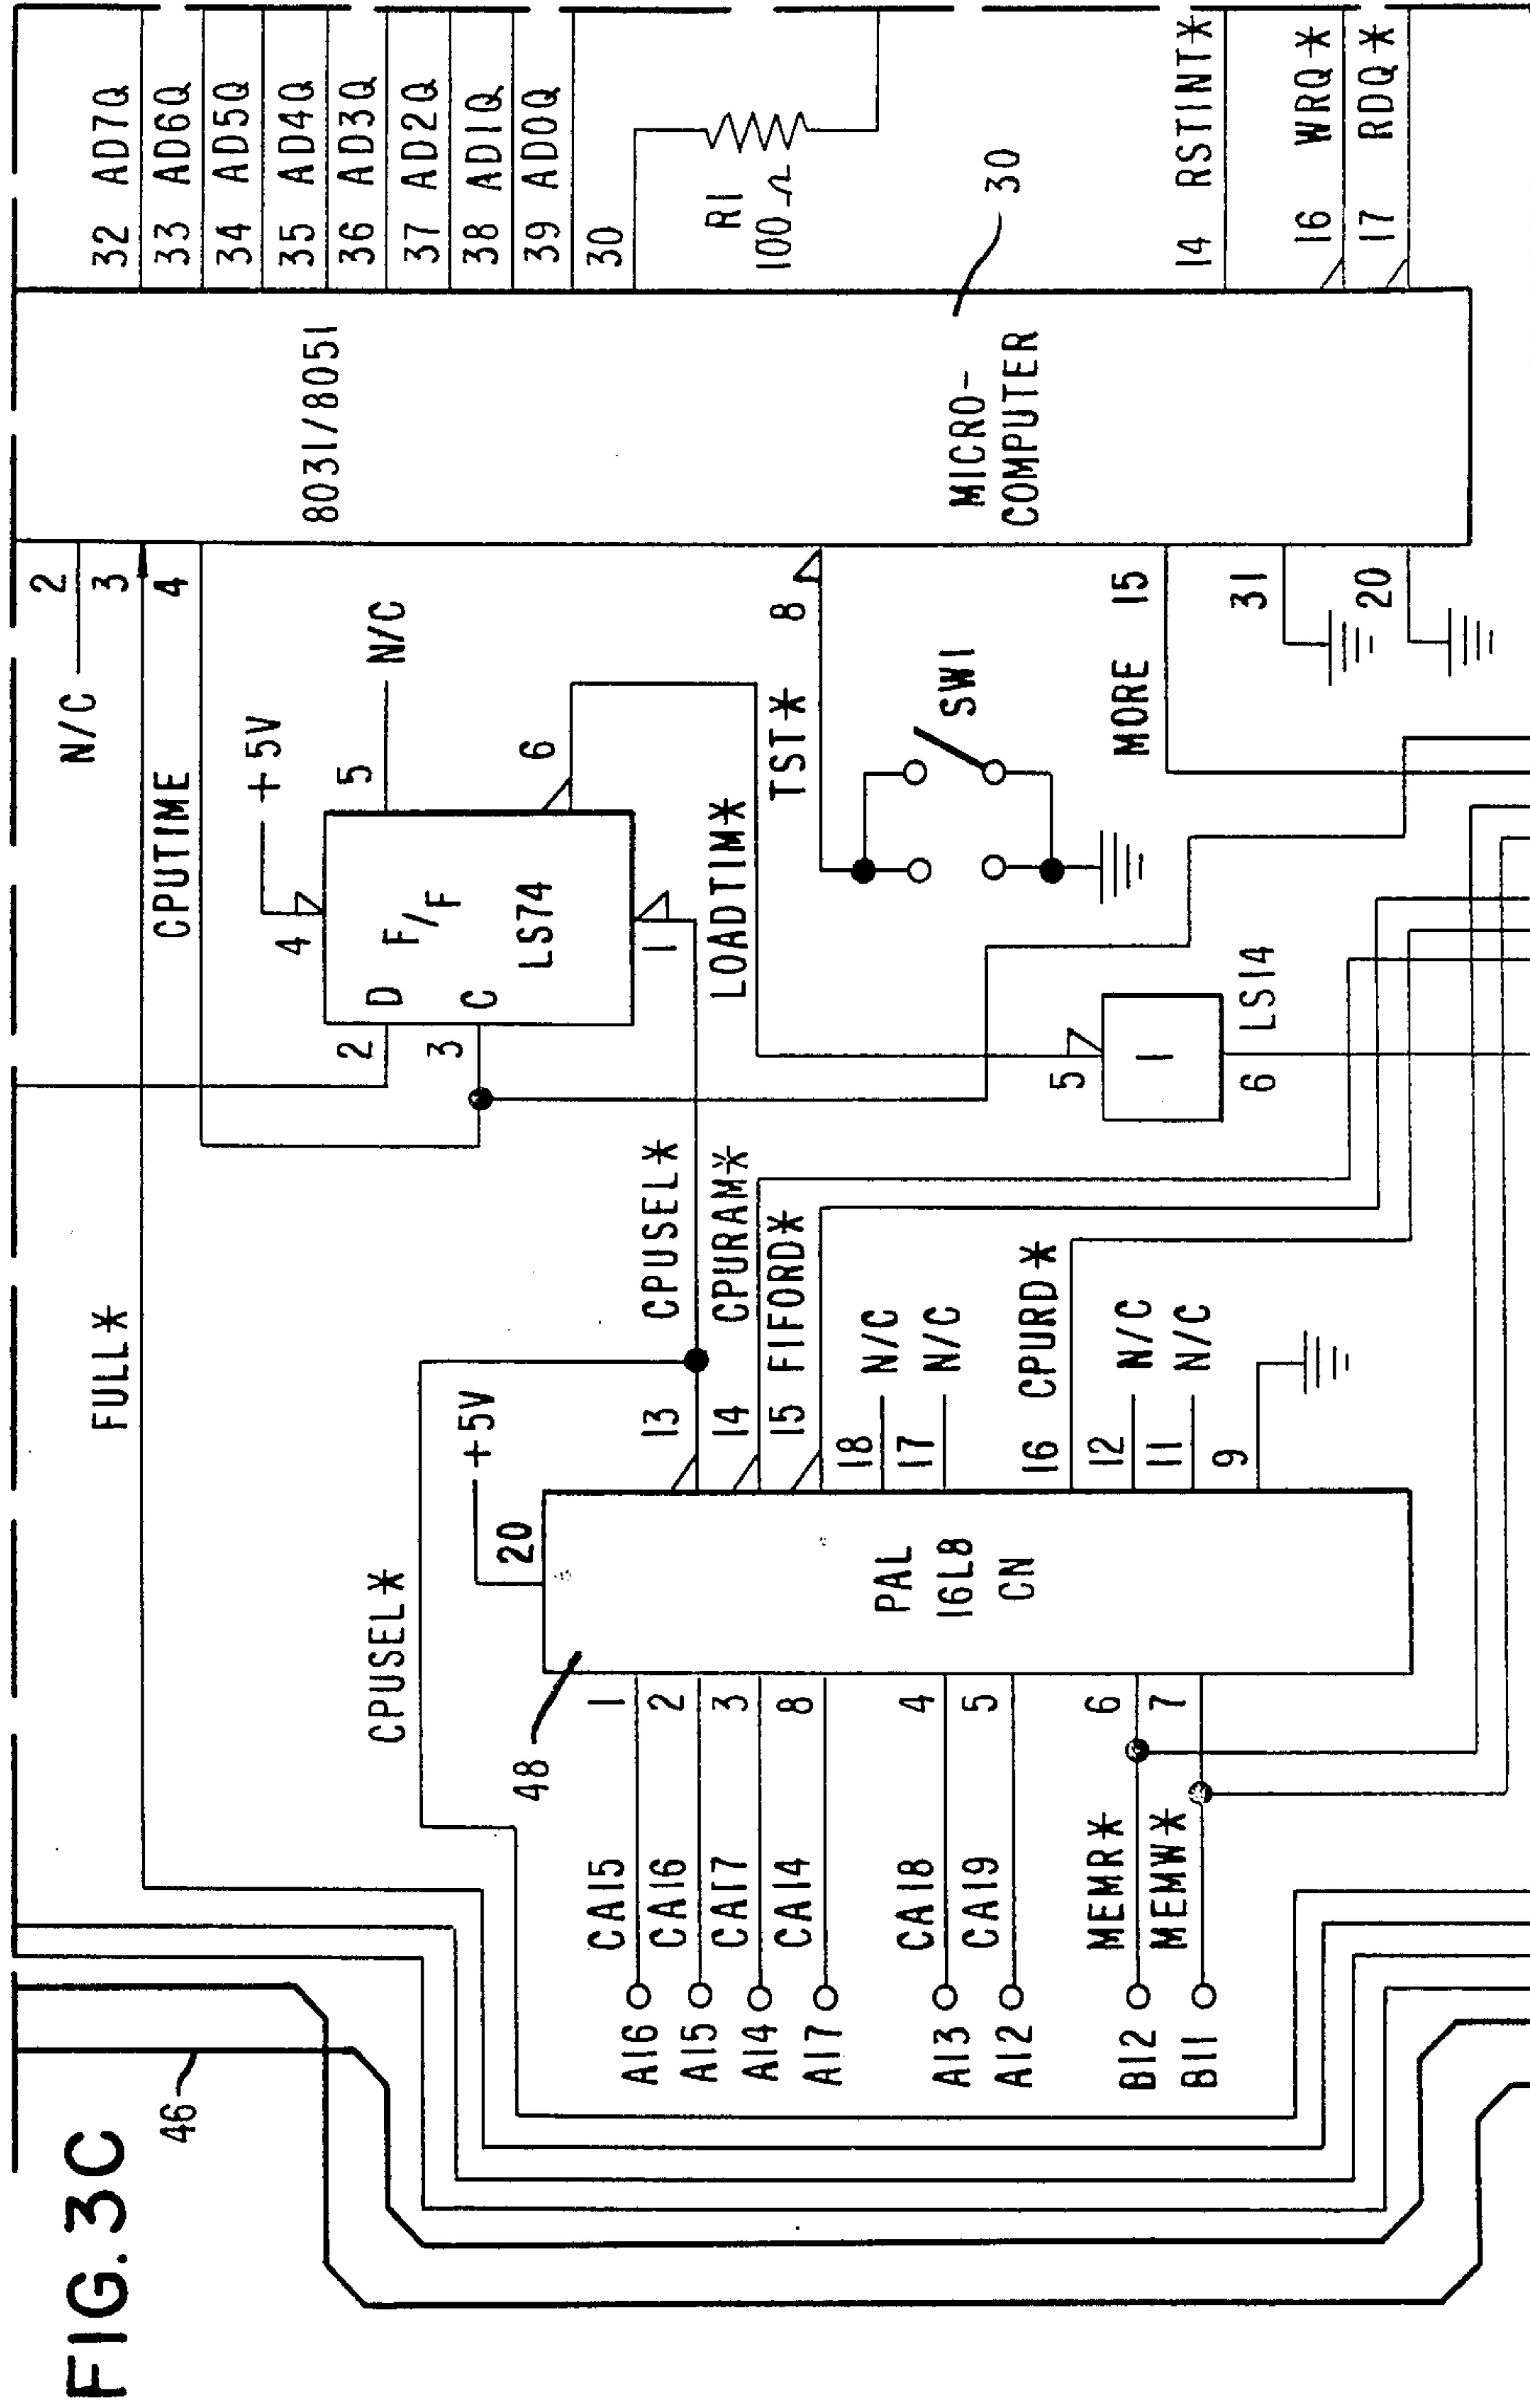 FIG. 3C
46
FULL*
CPUTIME
N/C
2
3
4
8031/8051
MICRO-
COMPUTER
30
32 AD7Q
33 AD6Q
34 AD5Q
35 AD4Q
36 AD3Q
37 AD2Q
38 AD1Q
39 AD0Q
30
R1
100 Ω
14 RSTINT*
16 WRQ*
17 RDQ*
+5V
4
2
D
F/F
5
N/C
3
C
LS74
6
1
LOADTIM*
TST*
8
SW1
MORE 15
31
20
5
1
6
LS14
CPUSEL*
+5V
20
48
PAL
16L8
CN
13
CPUSEL*
14
CPURAM*
15 FIFORD*
18
N/C
17
N/C
16 CPURD*
12
N/C
11
N/C
9
A16
CA15
1
A15
CA16
2
A14
CA17
3
A17
CA14
8
A13
CA18
4
A12
CA19
5
B12
MEMR*
6
B11
MEMW*
7